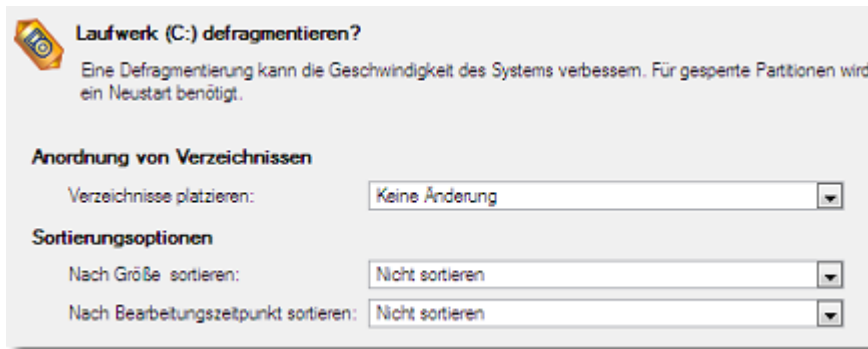 Laufwerk (C:) defragmentieren?
Eine Defragmentierung kann die Geschwindigkeit des Systems verbessern. Für gesperrte Partitionen wird
ein Neustart benötigt.
Anordnung von Verzeichnissen
Verzeichnisse platzieren: Keine Änderung
Sortierungsoptionen
Nach Größe sortieren: Nicht sortieren
Nach Bearbeitungszeitpunkt sortieren: Nicht sortieren